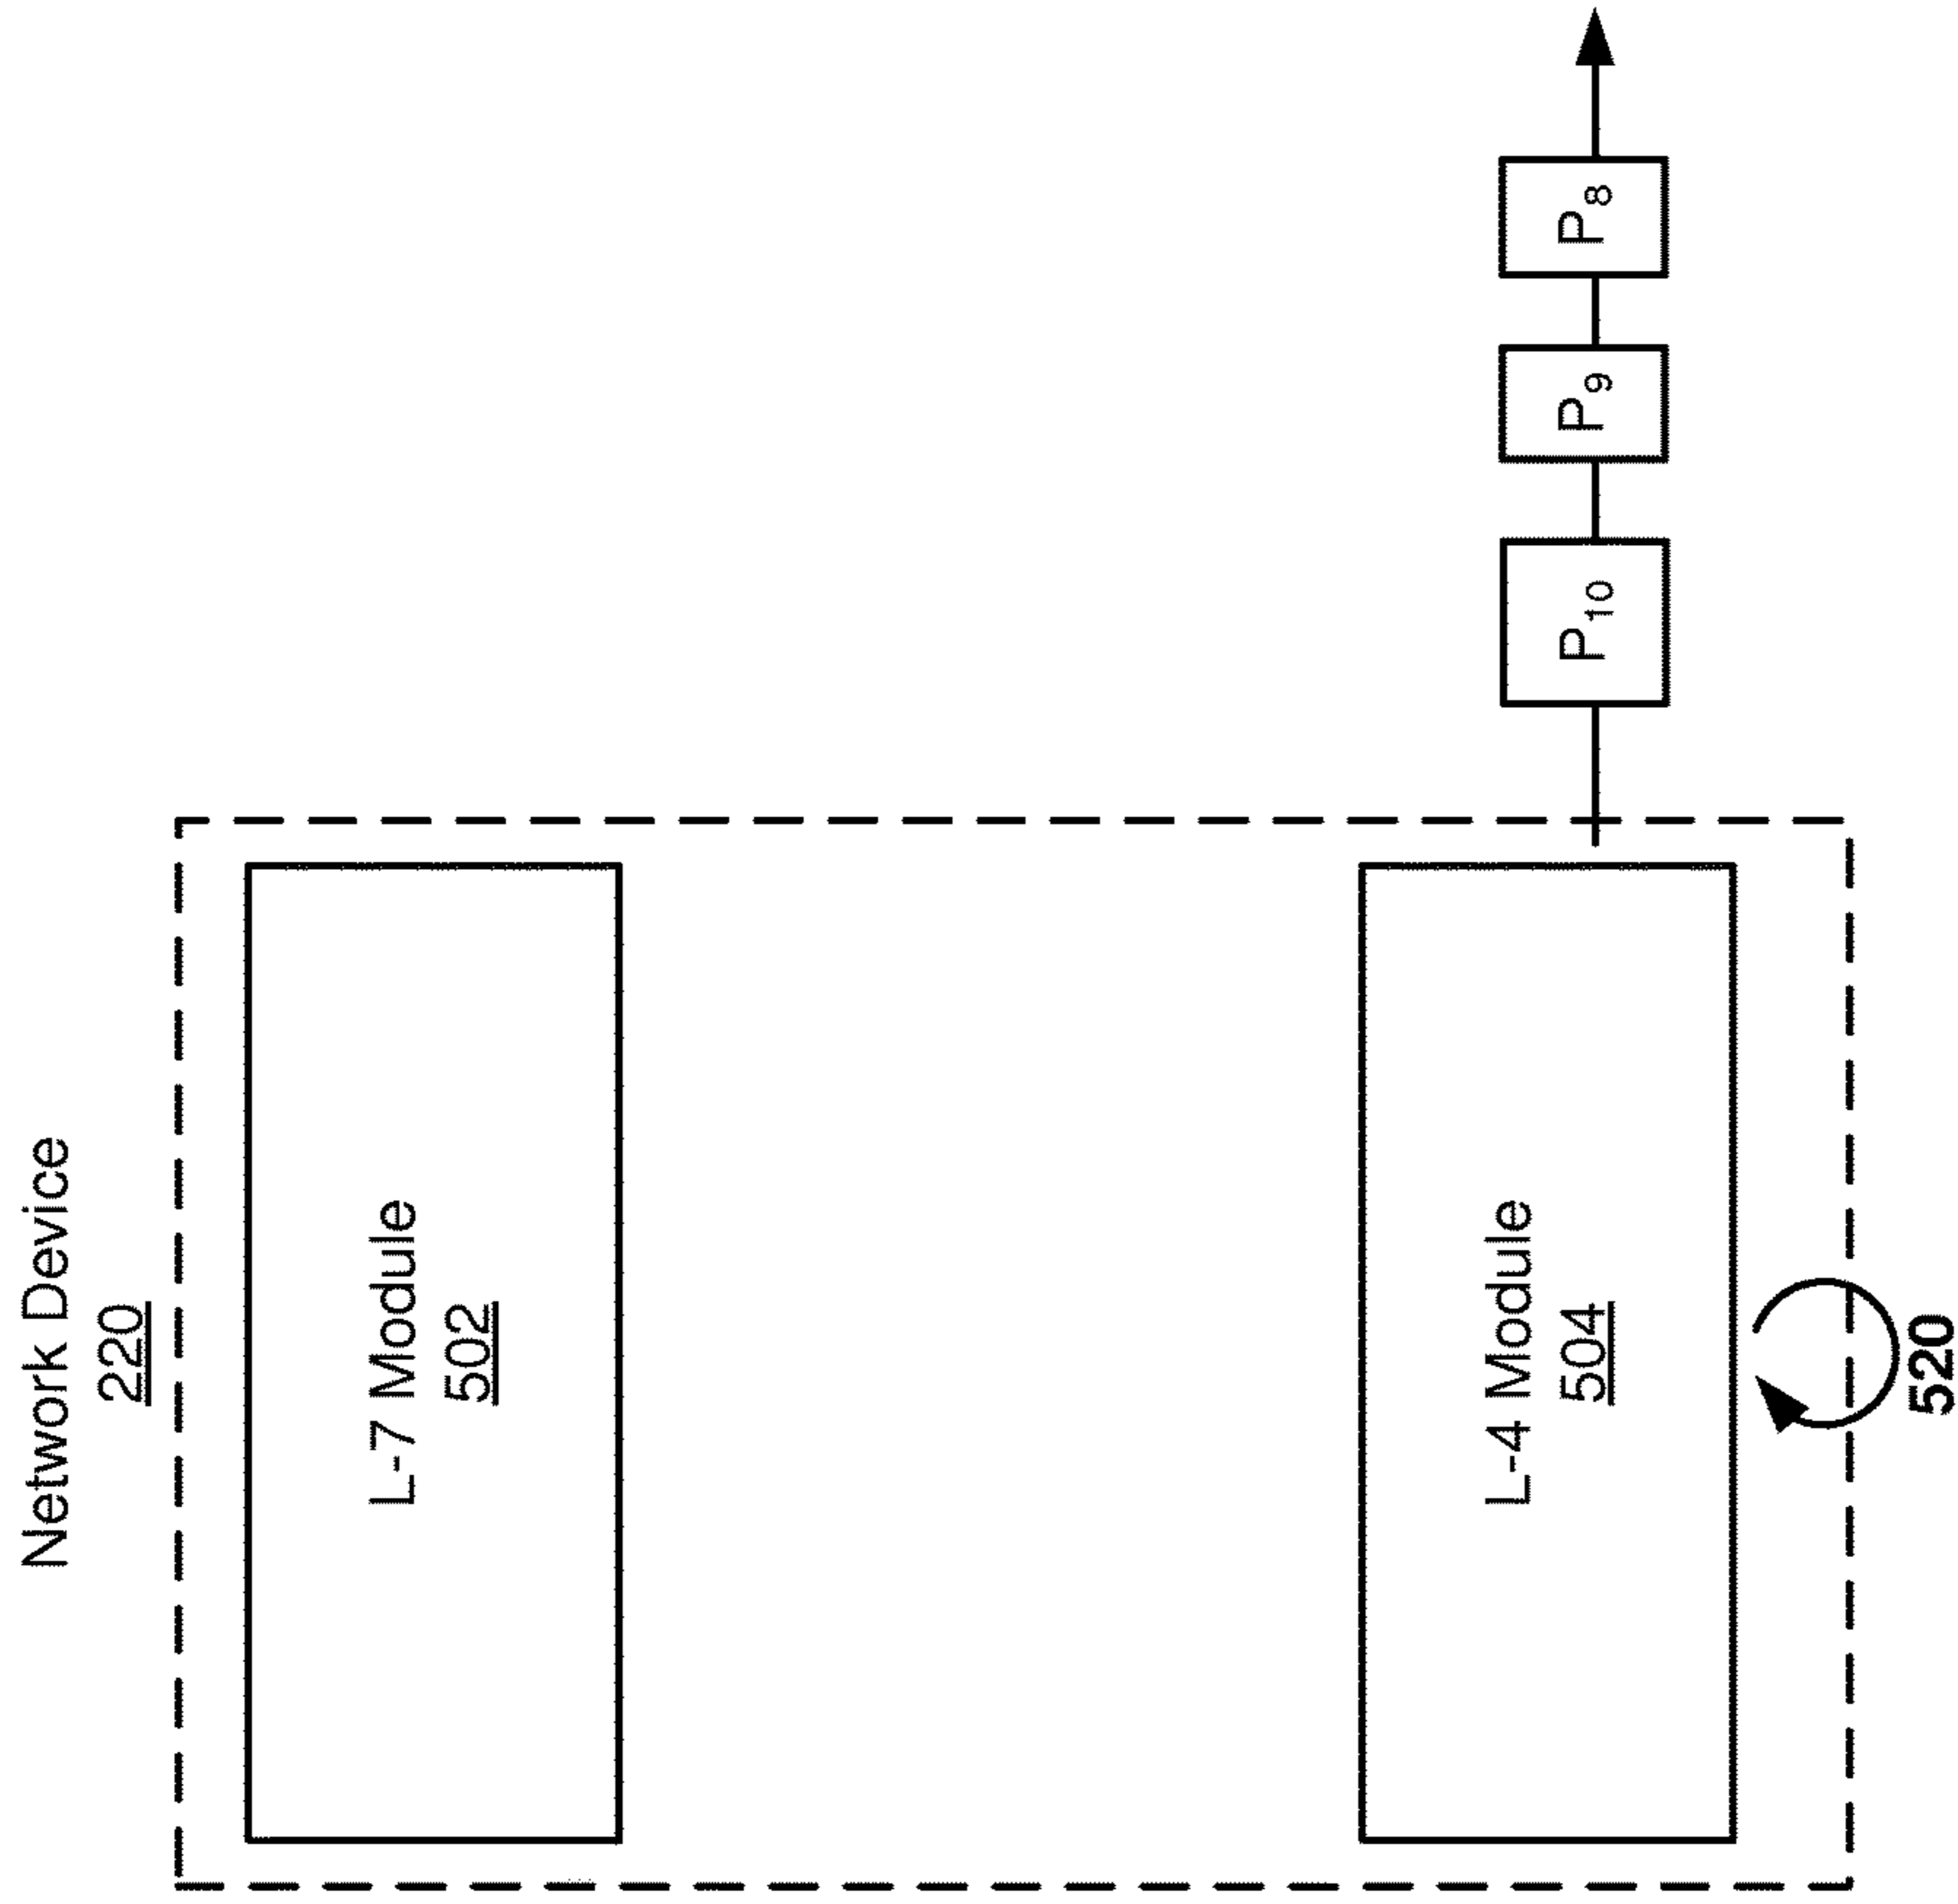 Network Device
220
L-7 Module
502
L-4 Module
504
P10
P9
P8
520